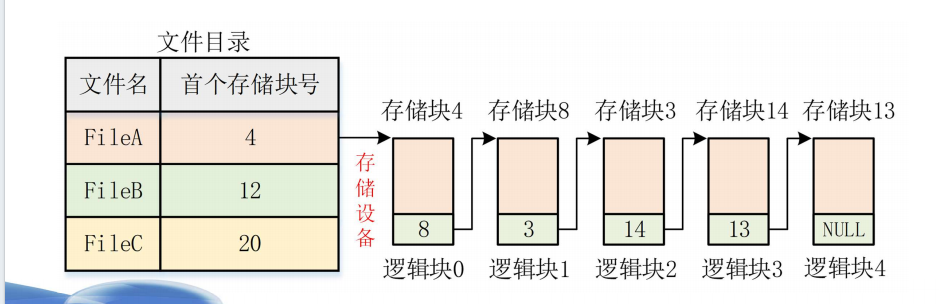 文件目录
文件名 首个存储块号
FileA 4
FileB 12
FileC 20
存储设备
存储块4 存储块8 存储块3 存储块14 存储块13
8 3 14 13 NULL
逻辑块0 逻辑块1 逻辑块2 逻辑块3 逻辑块4